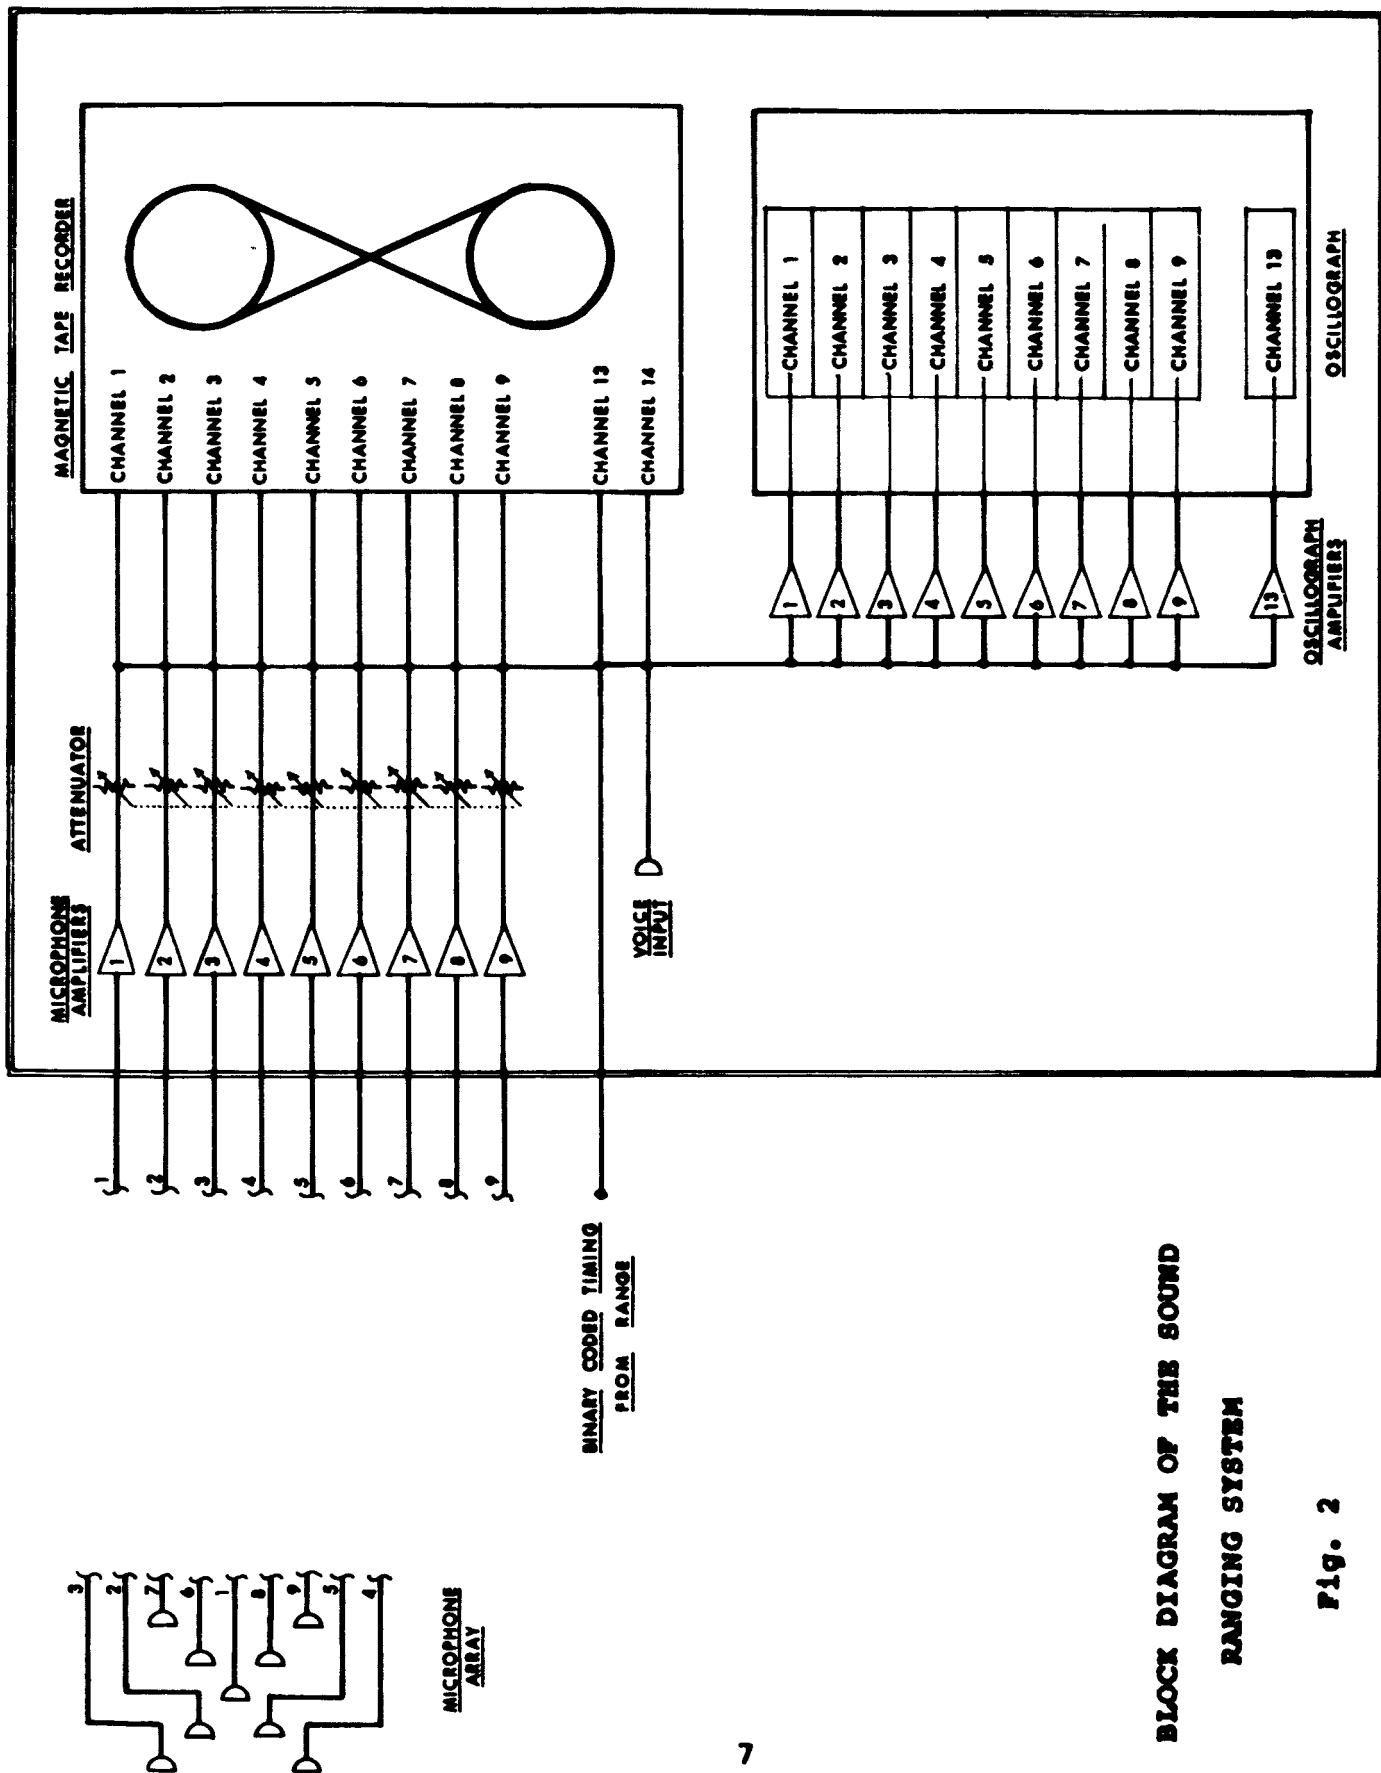 3
2
7
6
1
8
9
5
4
MICROPHONE
ARRAY
1
2
3
4
5
6
7
8
9
BINARY CODED TIMING
FROM RANGE
MICROPHONE
AMPLIFIERS
1
2
3
4
5
6
7
8
9
ATTENUATOR
VOICE
INPUT
MAGNETIC TAPE RECORDER
CHANNEL 1
CHANNEL 2
CHANNEL 3
CHANNEL 4
CHANNEL 5
CHANNEL 6
CHANNEL 7
CHANNEL 8
CHANNEL 9
CHANNEL 13
CHANNEL 14
1
2
3
4
5
6
7
8
9
13
OSCILLOGRAPH
AMPLIFIERS
CHANNEL 1
CHANNEL 2
CHANNEL 3
CHANNEL 4
CHANNEL 5
CHANNEL 6
CHANNEL 7
CHANNEL 8
CHANNEL 9
CHANNEL 13
OSCILLOGRAPH
BLOCK DIAGRAM OF THE SOUND
RANGING SYSTEM
Fig. 2
7